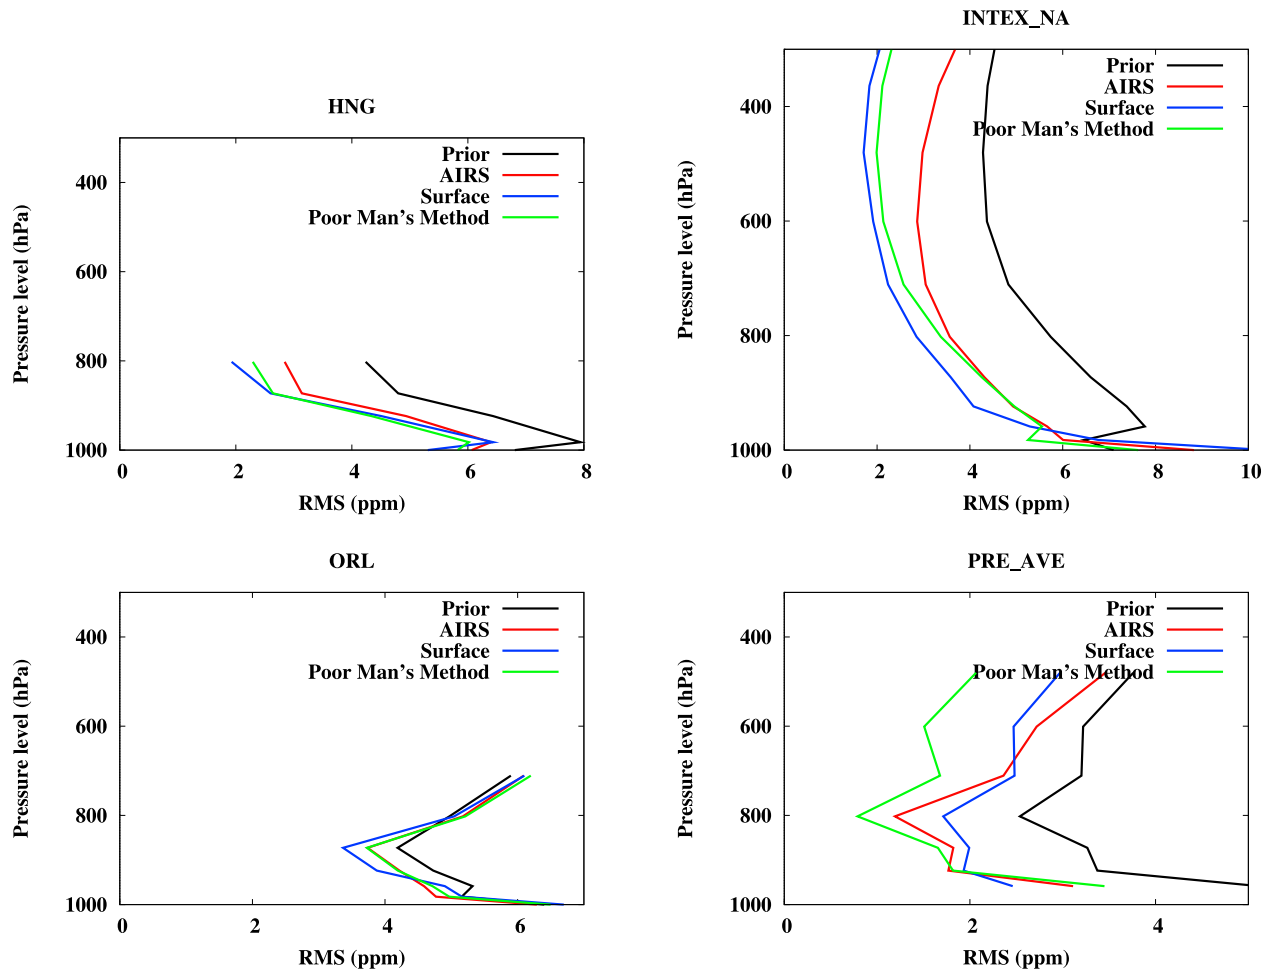 HNG
Prior
AIRS
Surface
Poor Man's Method
400
600
800
1000
0 2 4 6 8
Pressure level (hPa)
RMS (ppm)
INTEX_NA
Prior
AIRS
Surface
Poor Man's Method
400
600
800
1000
0 2 4 6 8 10
Pressure level (hPa)
RMS (ppm)
ORL
Prior
AIRS
Surface
Poor Man's Method
400
600
800
1000
0 2 4 6
Pressure level (hPa)
RMS (ppm)
PRE_AVE
Prior
AIRS
Surface
Poor Man's Method
400
600
800
1000
0 2 4
Pressure level (hPa)
RMS (ppm)